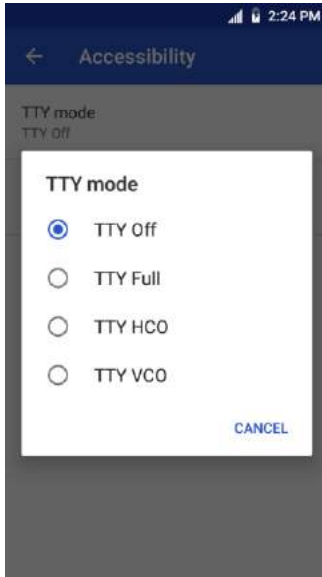 2:24 PM
Accessibility
TTY mode
TTY Off
TTY mode
TTY Off
TTY Full
TTY HCO
TTY VCO
CANCEL